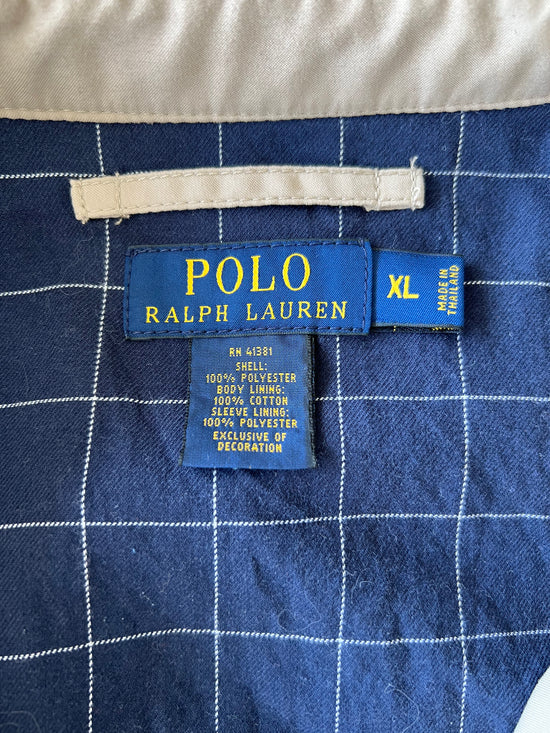 POLO
RALPH LAUREN
XL
MADE IN
THAILAND
RN 41381
SHELL:
100% POLYESTER
BODY LINING:
100% COTTON
SLEEVE LINING:
100% POLYESTER
EXCLUSIVE OF
DECORATION